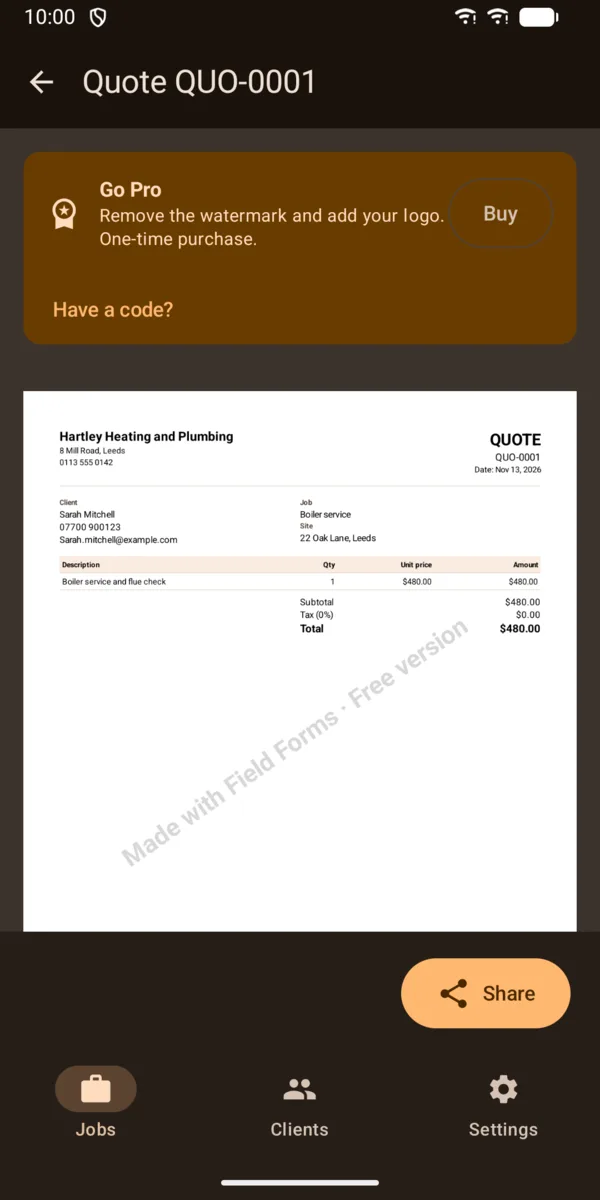 10:00
Quote QUO-0001
Go Pro
Remove the watermark and add your logo.
One-time purchase.
Buy
Have a code?
Hartley Heating and Plumbing
8 Mill Road, Leeds
0113 555 0142
QUOTE
QUO-0001
Date: Nov 13, 2026
Client
Sarah Mitchell
07700 900123
Sarah.mitchell@example.com
Job
Boiler service
Site
22 Oak Lane, Leeds
Description Qty Unit price Amount
Boiler service and flue check 1 $480.00 $480.00
Subtotal $480.00
Tax (0%) $0.00
Total $480.00
Made with Field Forms · Free version
Share
Jobs Clients Settings